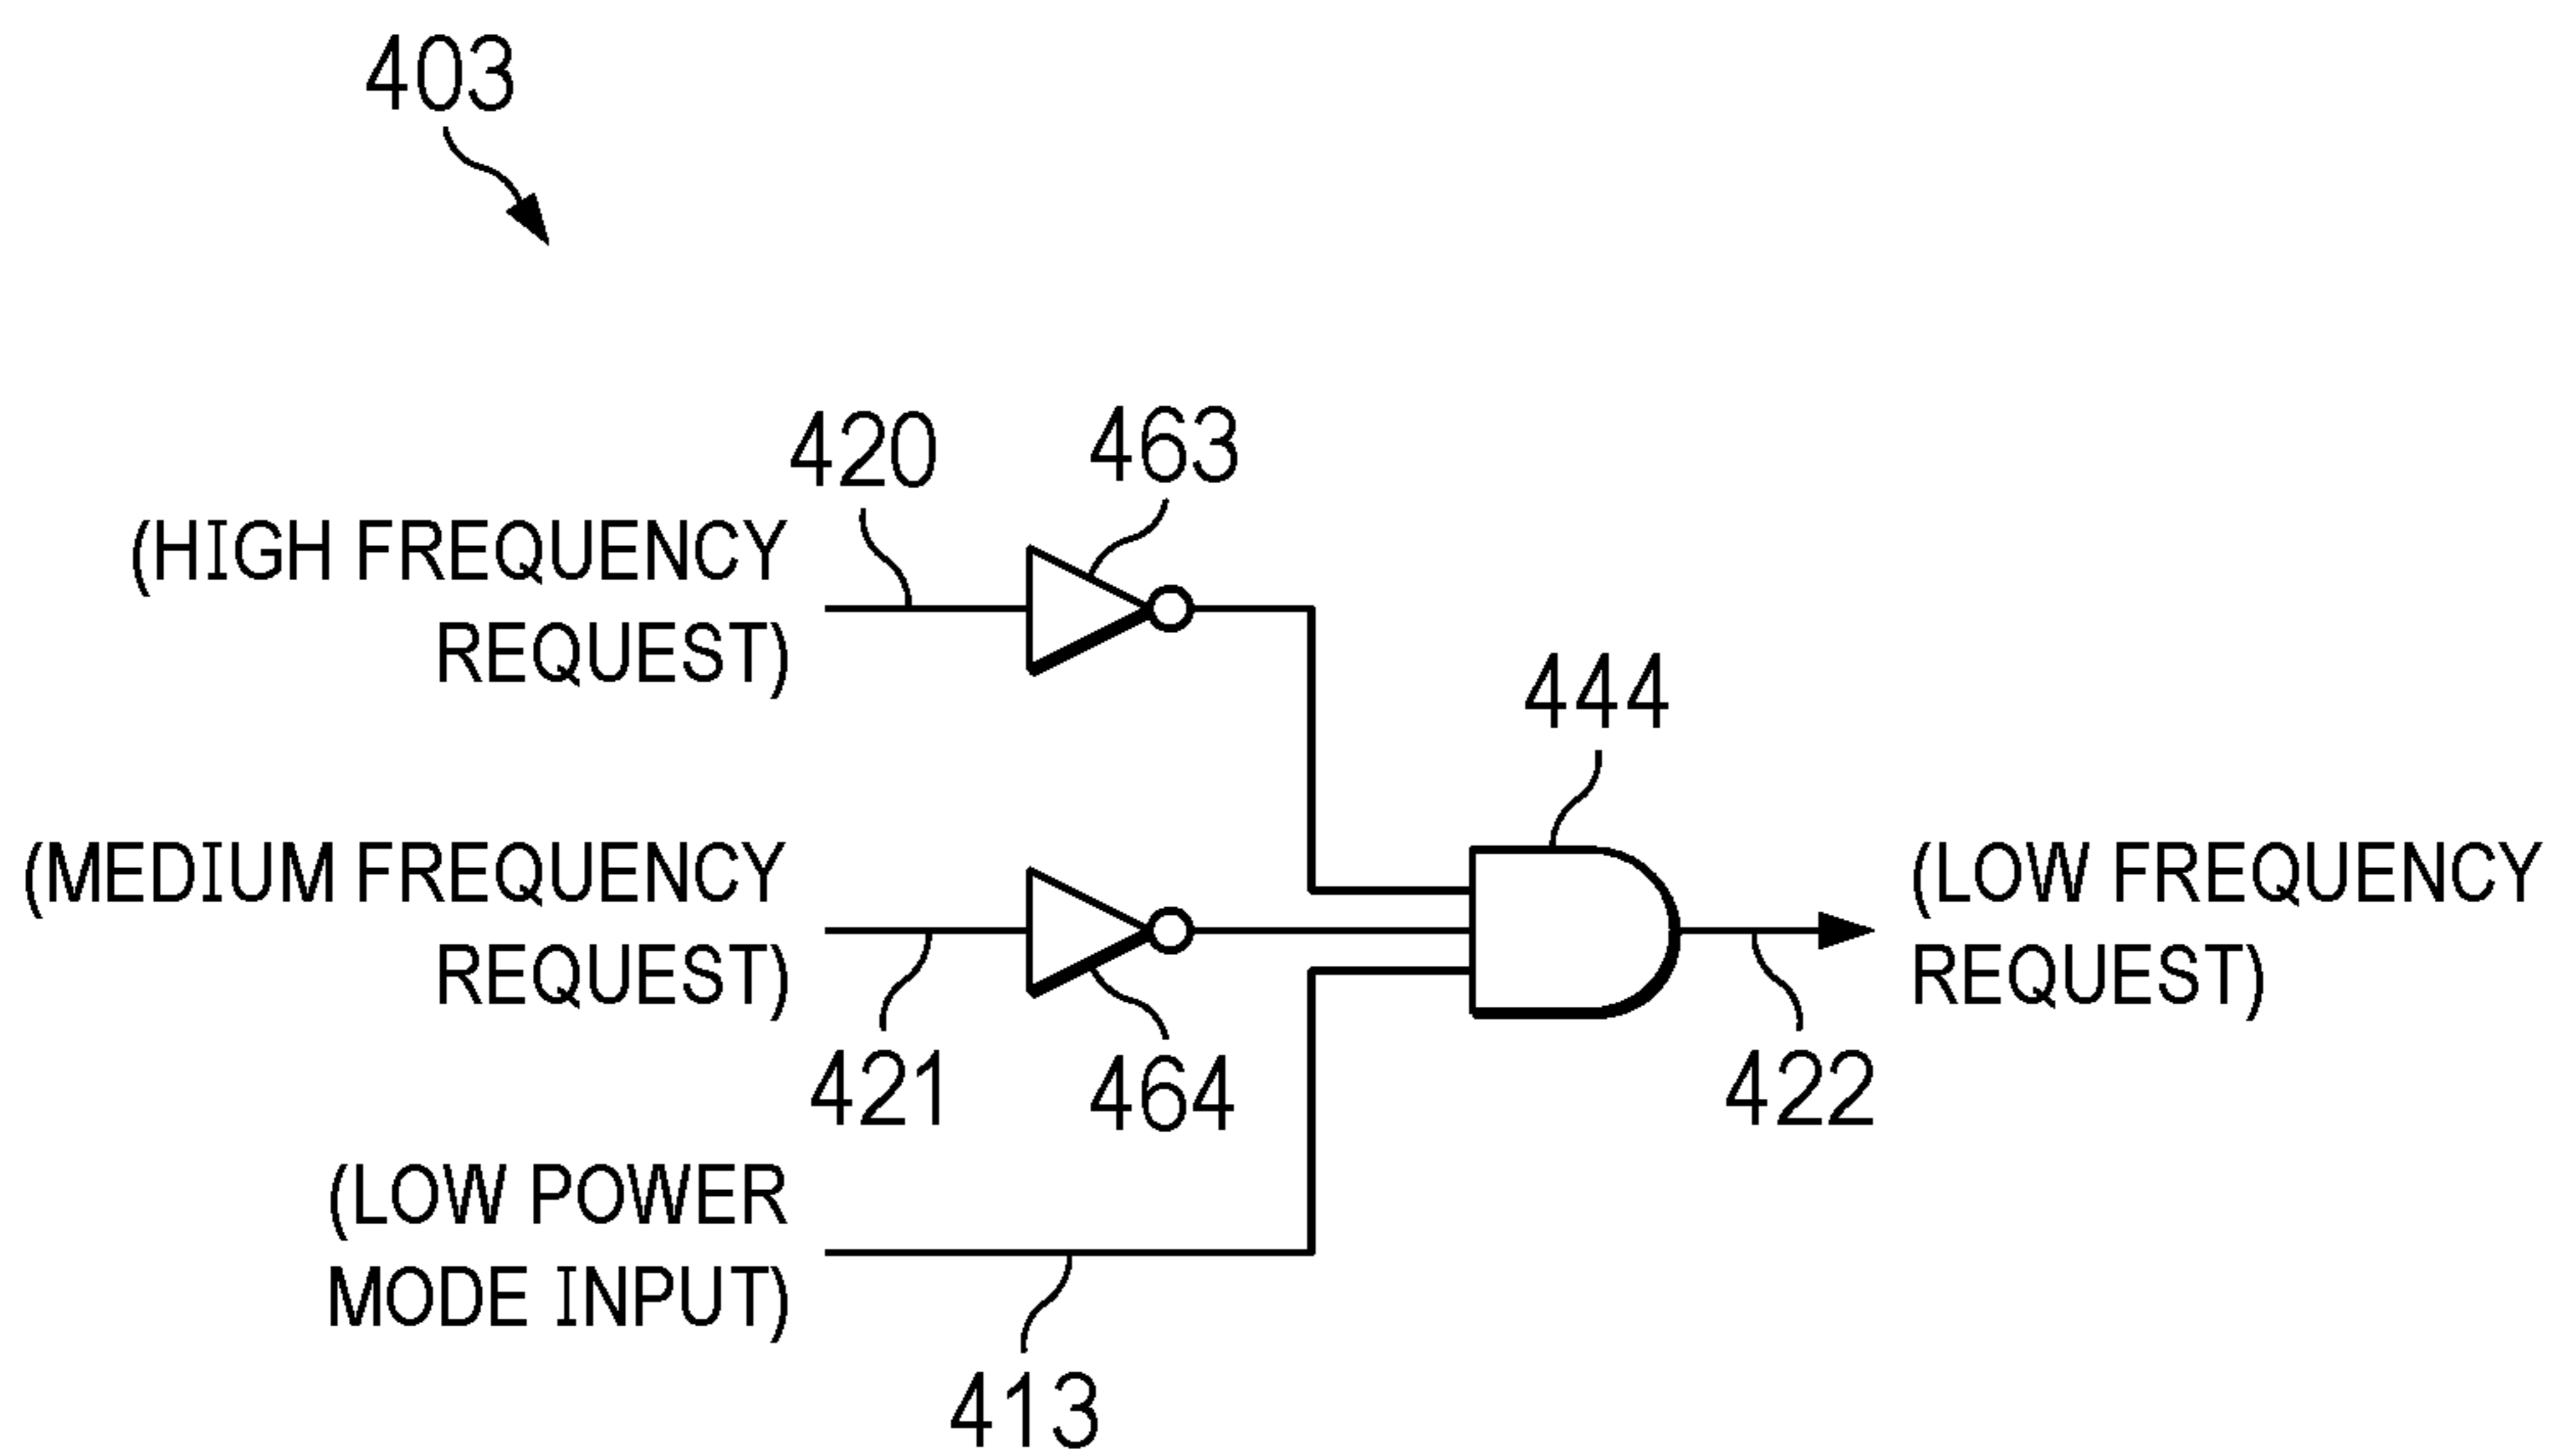 403
420
463
(HIGH FREQUENCY
REQUEST)
444
(MEDIUM FREQUENCY
REQUEST)
(LOW FREQUENCY
REQUEST)
421
464
422
(LOW POWER
MODE INPUT)
413